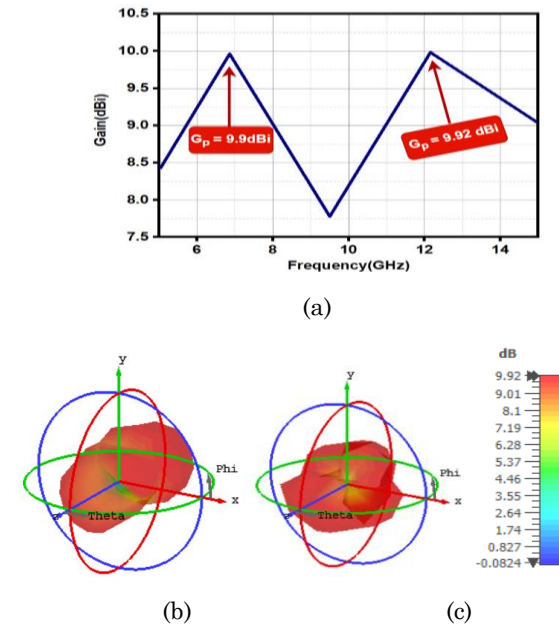 10.5
10.0
9.5
9.0
8.5
8.0
7.5
Gain(dBi)
Gp = 9.9dBi
Gp = 9.92 dBi
6 8 10 12 14
Frequency(GHz)
(a)
y
Phi
x
Theta
z
(b)
y
Phi
x
Theta
z
(c)
dB
9.92
9.01
8.1
7.19
6.28
5.37
4.46
3.55
2.64
1.74
0.827
-0.0824